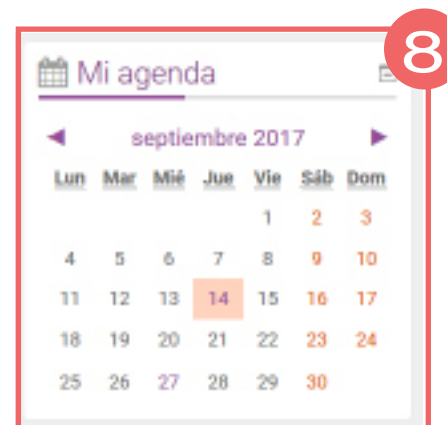 8
Mi agenda
◄ septiembre 2017 ►
Lun Mar Mié Jue Vie Sáb Dom
1 2 3
4 5 6 7 8 9 10
11 12 13 14 15 16 17
18 19 20 21 22 23 24
25 26 27 28 29 30